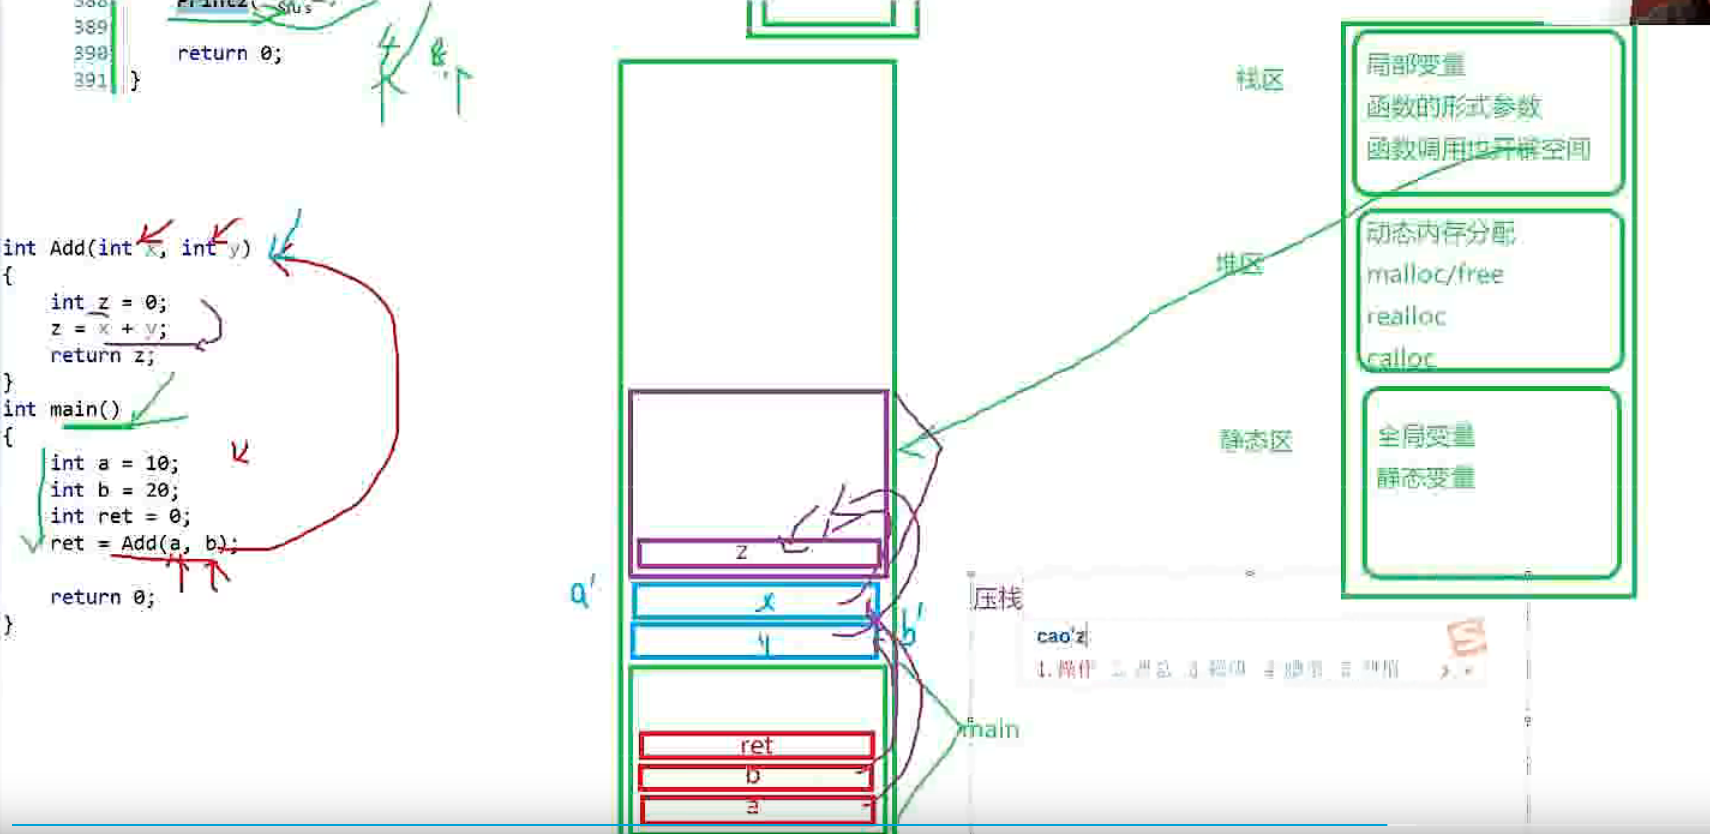 388
389
390
391
Print2(
return 0;
}
int Add(int x, int y)
{
int z = 0;
z = x + y;
return z;
}
int main()
{
int a = 10;
int b = 20;
int ret = 0;
ret = Add(a, b);
return 0;
}
z
a'
x
b'
y
main
ret
b
a
栈区
局部变量
函数的形式参数
函数调用也开辟空间
堆区
动态内存分配
malloc/free
realloc
calloc
静态区
全局变量
静态变量
压栈
cao'z
1.操作